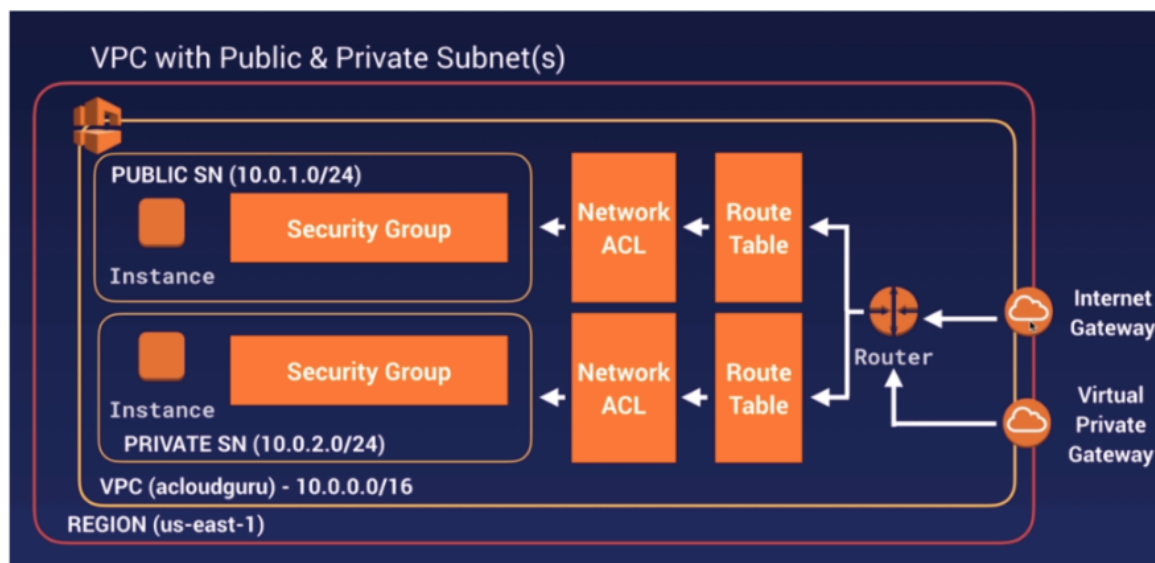 VPC with Public & Private Subnet(s)
PUBLIC SN (10.0.1.0/24)
Instance
Security Group
Network
ACL
Route
Table
Instance
Security Group
PRIVATE SN (10.0.2.0/24)
Network
ACL
Route
Table
Router
Internet
Gateway
Virtual
Private
Gateway
VPC (acloudguru) - 10.0.0.0/16
REGION (us-east-1)